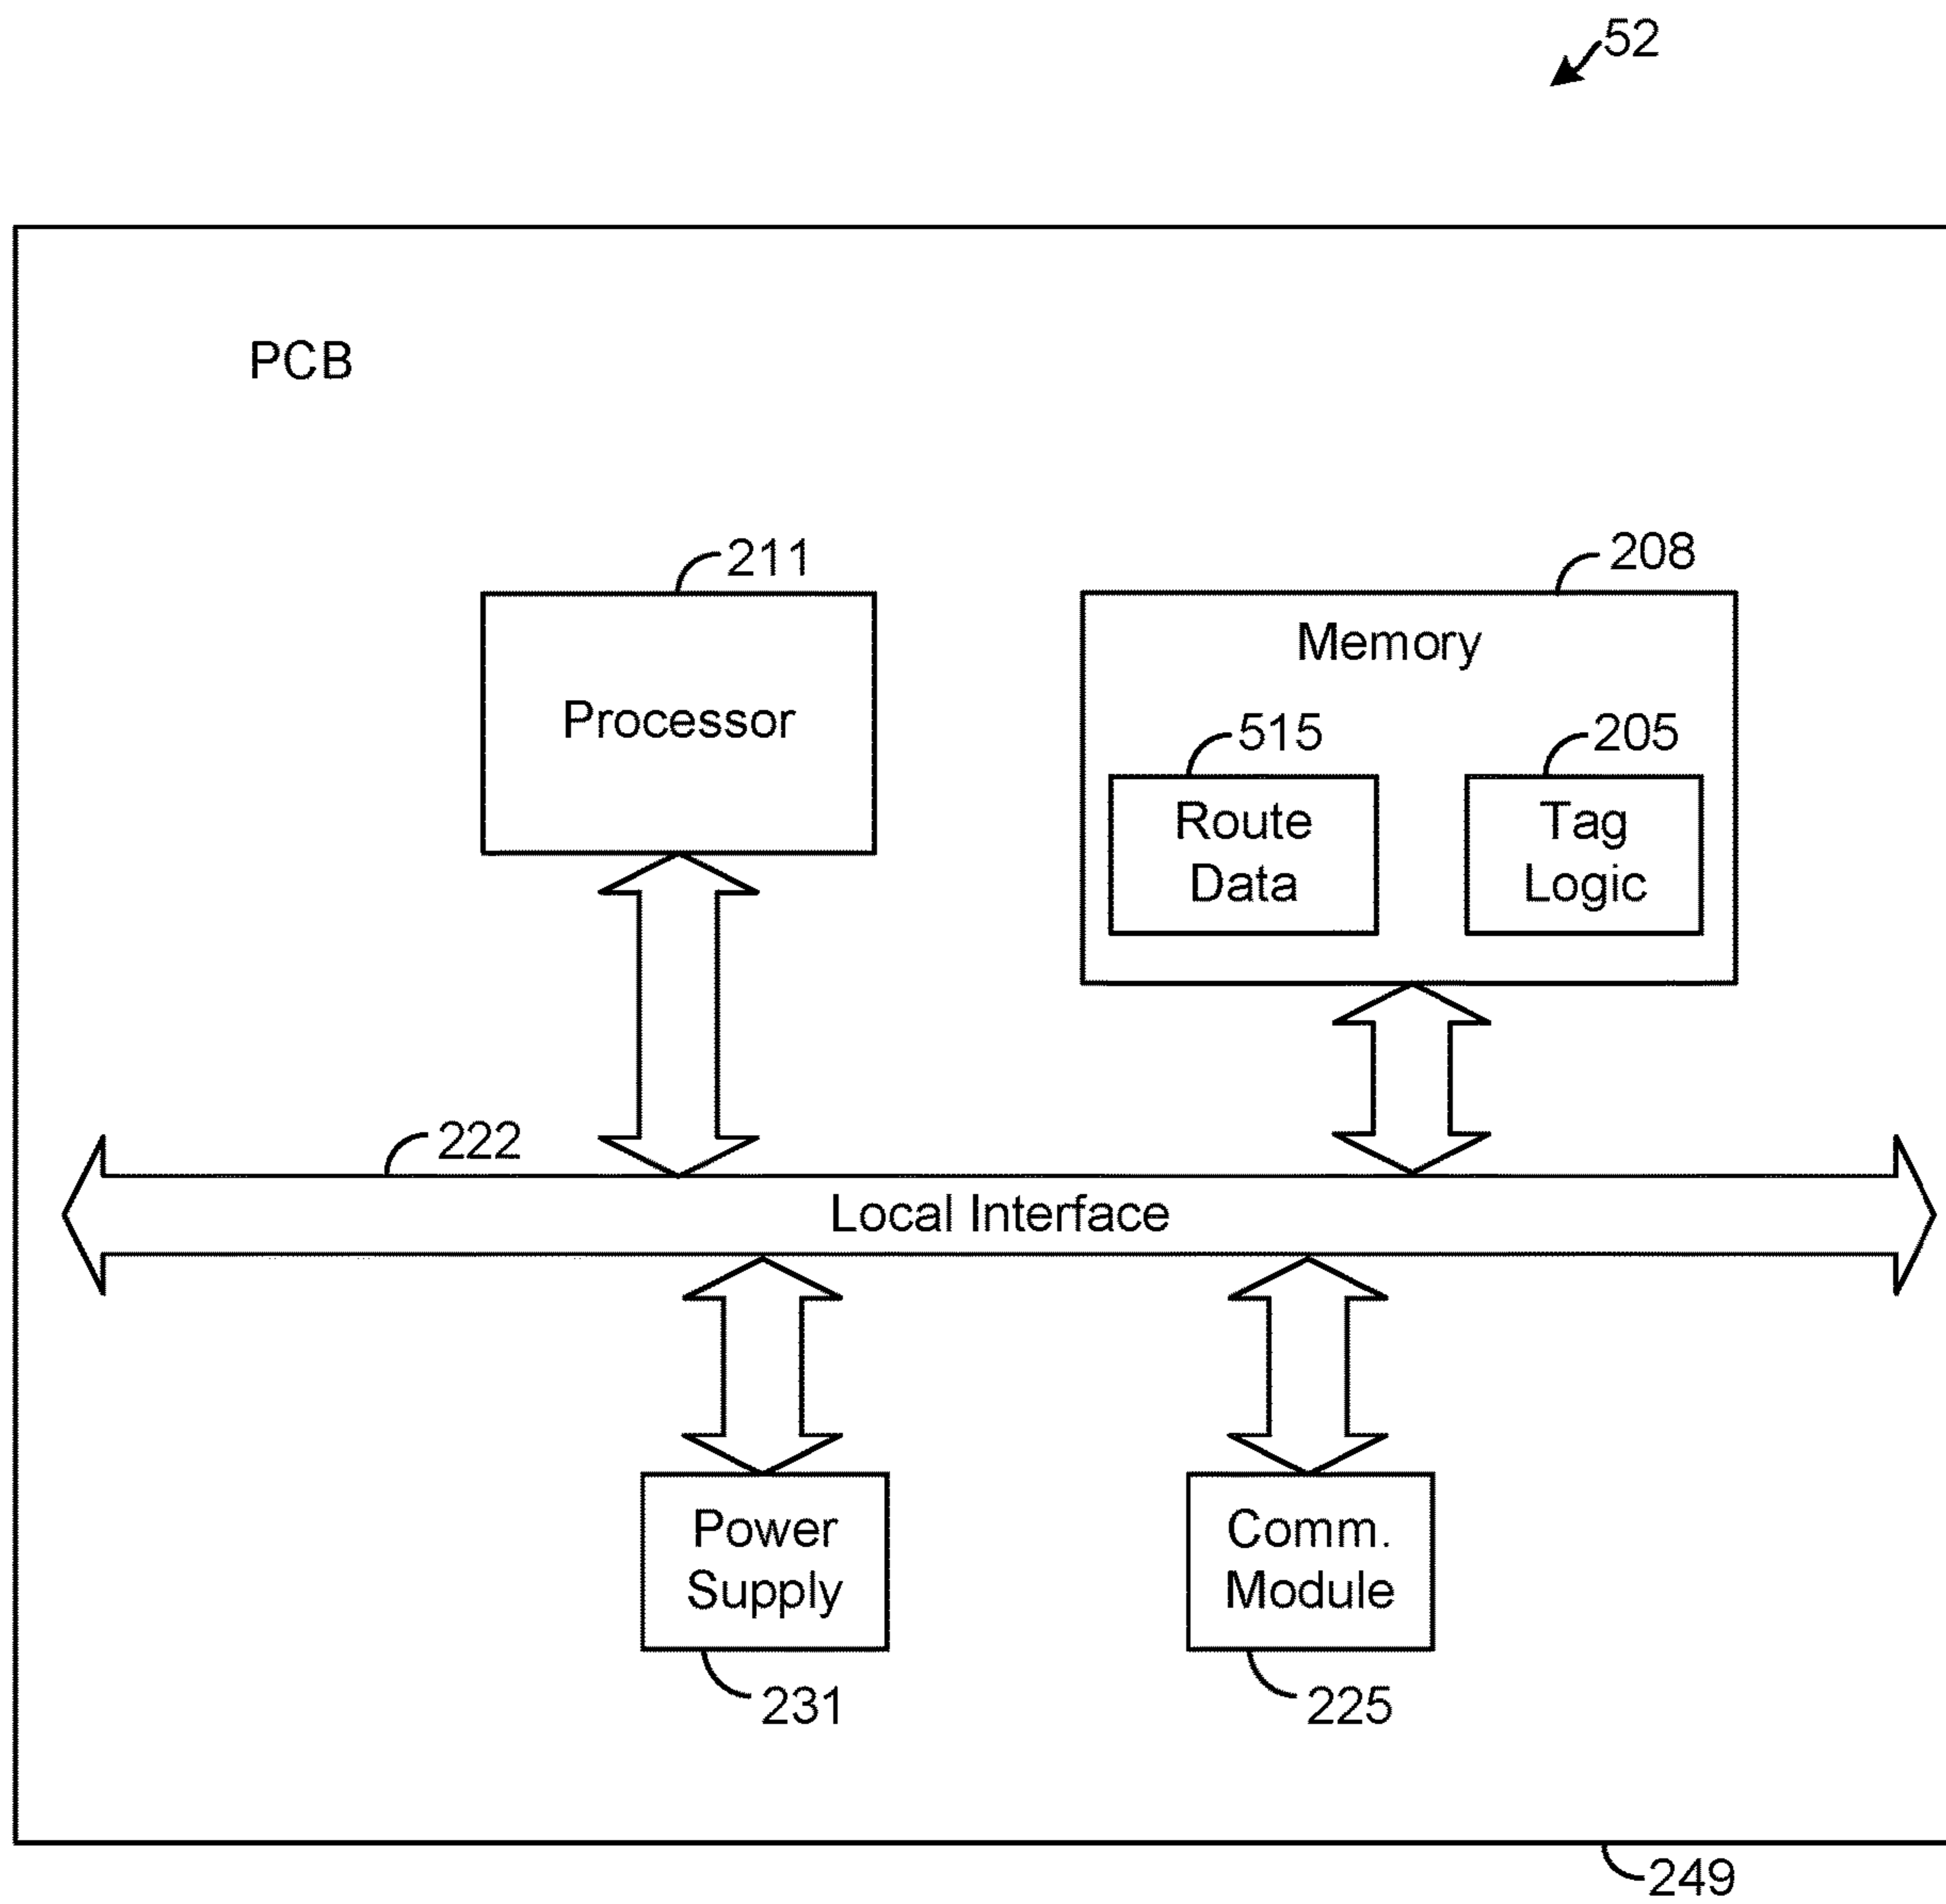 52
PCB
211
Processor
208
Memory
515
205
Route
Data
Tag
Logic
222
Local Interface
Power
Supply
Comm.
Module
231
225
249